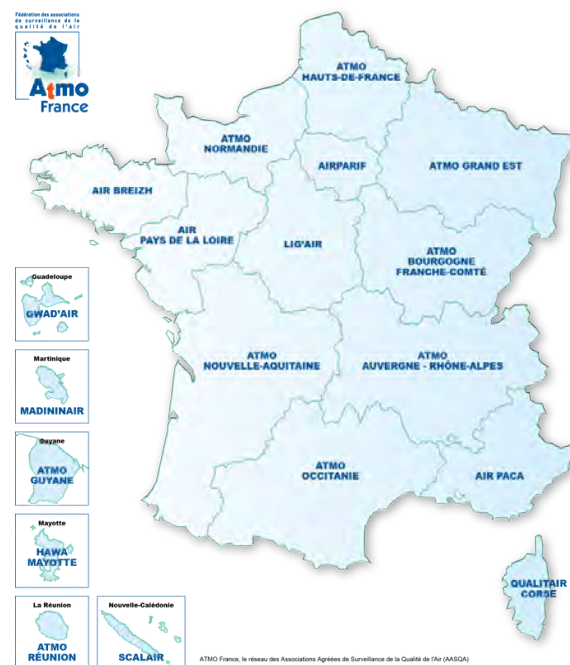 Fédération des associations
de surveillance de la
qualité de l'air
Atmo
France
ATMO
HAUTS-DE-FRANCE
ATMO
NORMANDIE
AIRPARIF
ATMO GRAND EST
AIR BREIZH
AIR
PAYS DE LA LOIRE
LIG'AIR
ATMO
BOURGOGNE
FRANCHE-COMTÉ
Guadeloupe
GWAD'AIR
ATMO
NOUVELLE-AQUITAINE
ATMO
AUVERGNE - RHÔNE-ALPES
Martinique
MADININAIR
Guyane
ATMO
GUYANE
ATMO
OCCITANIE
AIR PACA
Mayotte
HAWA
MAYOTTE
QUALITAIR
CORSE
La Réunion
ATMO
RÉUNION
Nouvelle-Calédonie
SCALAIR
ATMO France, le réseau des Associations Agréées de Surveillance de la Qualité de l'Air (AASQA)